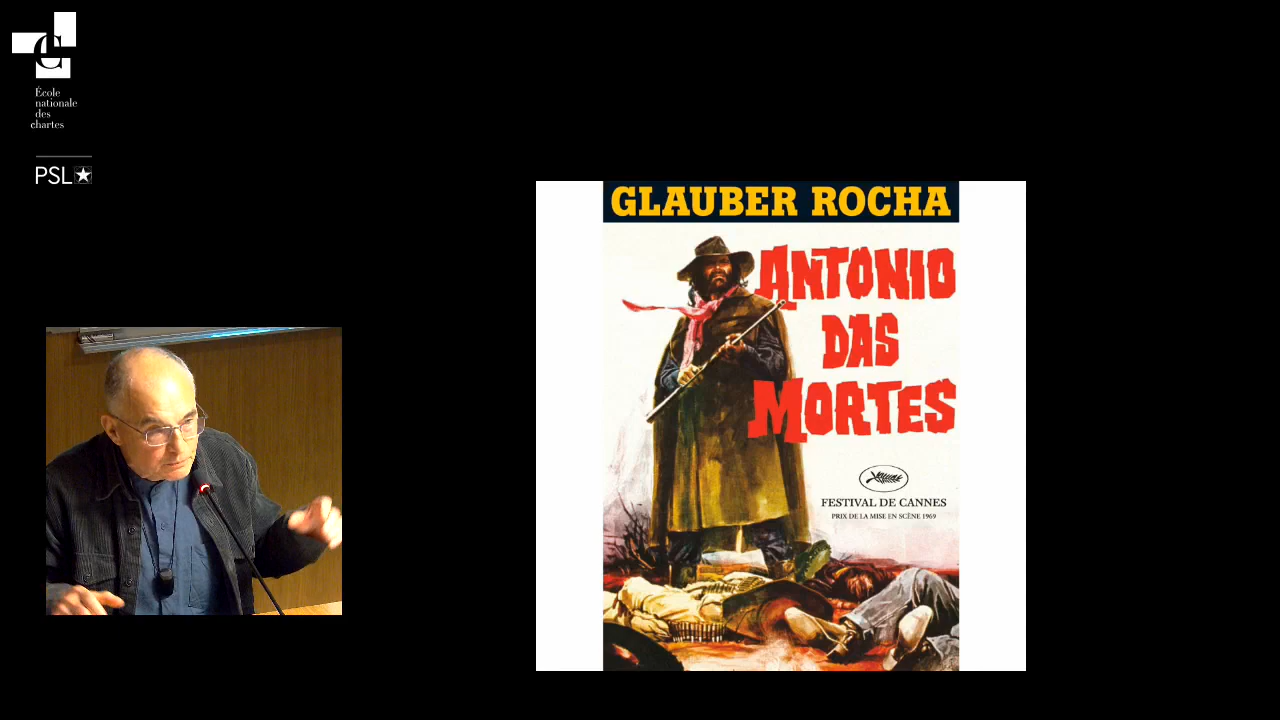 École
nationale
des
chartes
PSL
GLAUBER ROCHA
ANTONIO
DAS
MORTES
FESTIVAL DE CANNES
PRIX DE LA MISE EN SCÈNE 1969